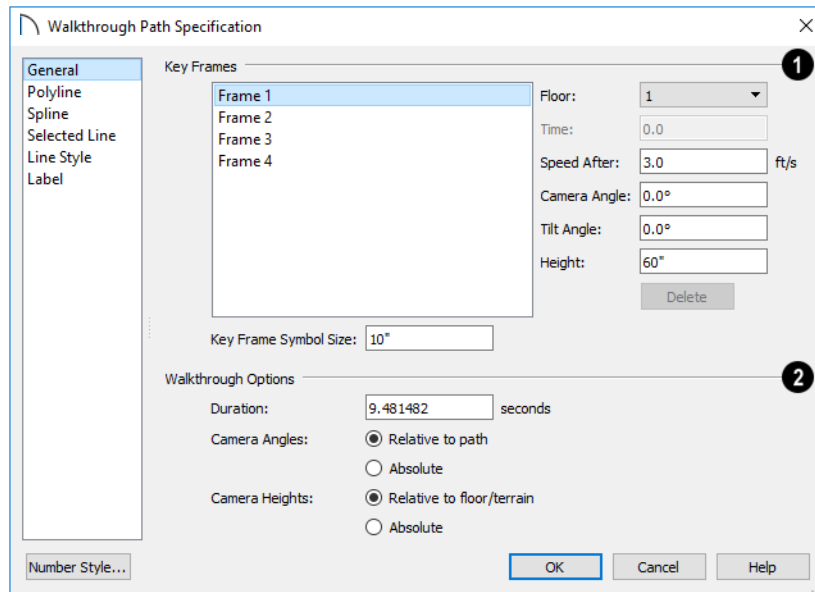 Walkthrough Path Specification
General
Polyline
Spline
Selected Line
Line Style
Label
Key Frames
1
Frame 1
Frame 2
Frame 3
Frame 4
Floor: 1
Time: 0.0
Speed After: 3.0 ft/s
Camera Angle: 0.0°
Tilt Angle: 0.0°
Height: 60"
Delete
Key Frame Symbol Size: 10"
Walkthrough Options
2
Duration: 9.481482 seconds
Camera Angles: Relative to path
Absolute
Camera Heights: Relative to floor/terrain
Absolute
Number Style... OK Cancel Help